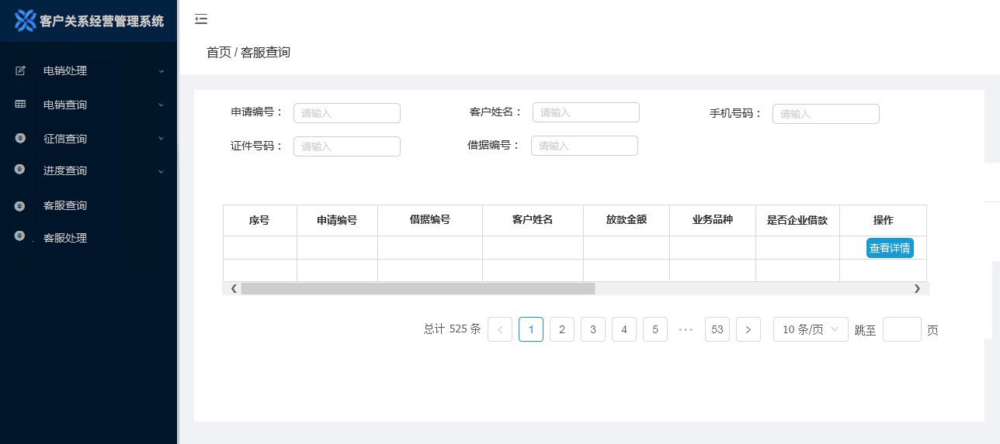 客户关系经营管理系统
电销处理
电销查询
征信查询
进度查询
客服查询
客服处理
首页 / 客服查询
申请编号： 请输入 客户姓名： 请输入 手机号码： 请输入
证件号码： 请输入 借据编号： 请输入
序号 申请编号 借据编号 客户姓名 放款金额 业务品种 是否企业借款 操作
查看详情
总计 525 条 < 1 2 3 4 5 ••• 53 > 10 条/页 跳至 页